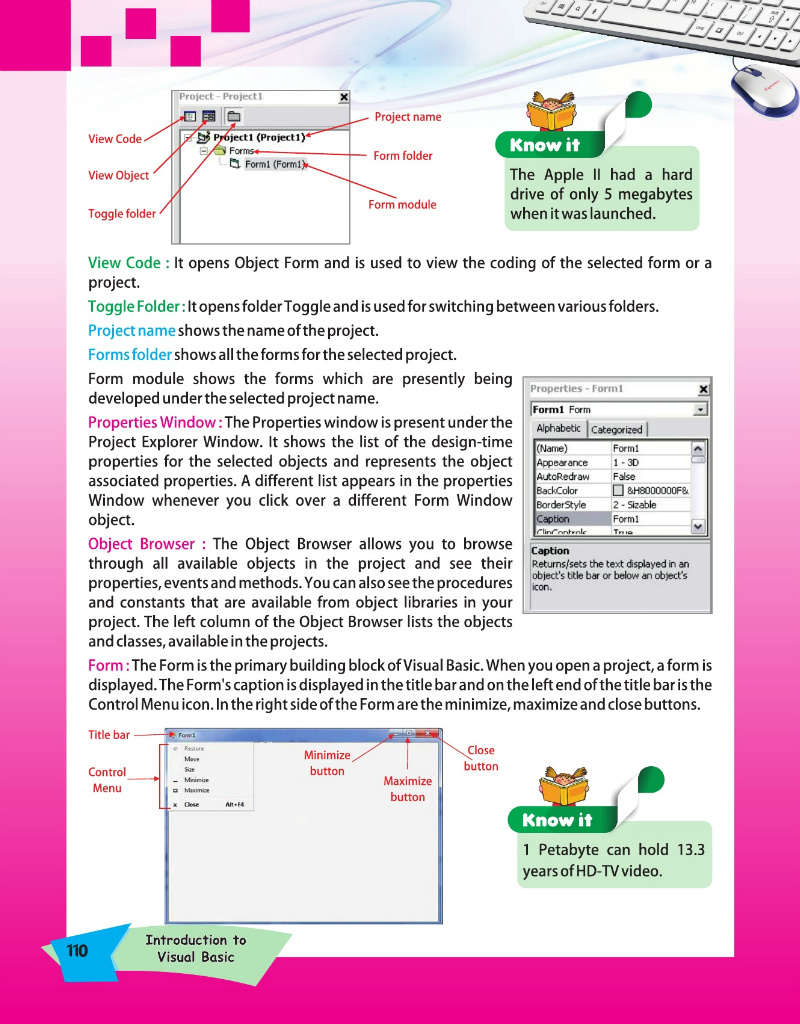 Project - Project1
Project1 (Project1)
Forms
Form1 (Form1)
View Code
View Object
Toggle folder
Project name
Form folder
Form module
Know it
The Apple II had a hard
drive of only 5 megabytes
when it was launched.
View Code : It opens Object Form and is used to view the coding of the selected form or a
project.
Toggle Folder : It opens folder Toggle and is used for switching between various folders.
Project name shows the name of the project.
Forms folder shows all the forms for the selected project.
Form module shows the forms which are presently being
developed under the selected project name.
Properties Window : The Properties window is present under the
Project Explorer Window. It shows the list of the design-time
properties for the selected objects and represents the object
associated properties. A different list appears in the properties
Window whenever you click over a different Form Window
object.
Object Browser : The Object Browser allows you to browse
through all available objects in the project and see their
properties, events and methods. You can also see the procedures
and constants that are available from object libraries in your
project. The left column of the Object Browser lists the objects
and classes, available in the projects.
Properties - Form1
Form1 Form
Alphabetic Categorized
(Name) Form1
Appearance 1 - 3D
AutoRedraw False
BackColor &H8000000F&
BorderStyle 2 - Sizable
Caption Form1
ClipControls True
Caption
Returns/sets the text displayed in an
object's title bar or below an object's
icon.
Form : The Form is the primary building block of Visual Basic. When you open a project, a form is
displayed. The Form's caption is displayed in the title bar and on the left end of the title bar is the
Control Menu icon. In the right side of the Form are the minimize, maximize and close buttons.
Title bar
Control
Menu
Form1
Restore
Move
Size
Minimize
Maximize
x Close Alt+F4
Minimize
button
Maximize
button
Close
button
Know it
1 Petabyte can hold 13.3
years of HD-TV video.
110
Introduction to
Visual Basic